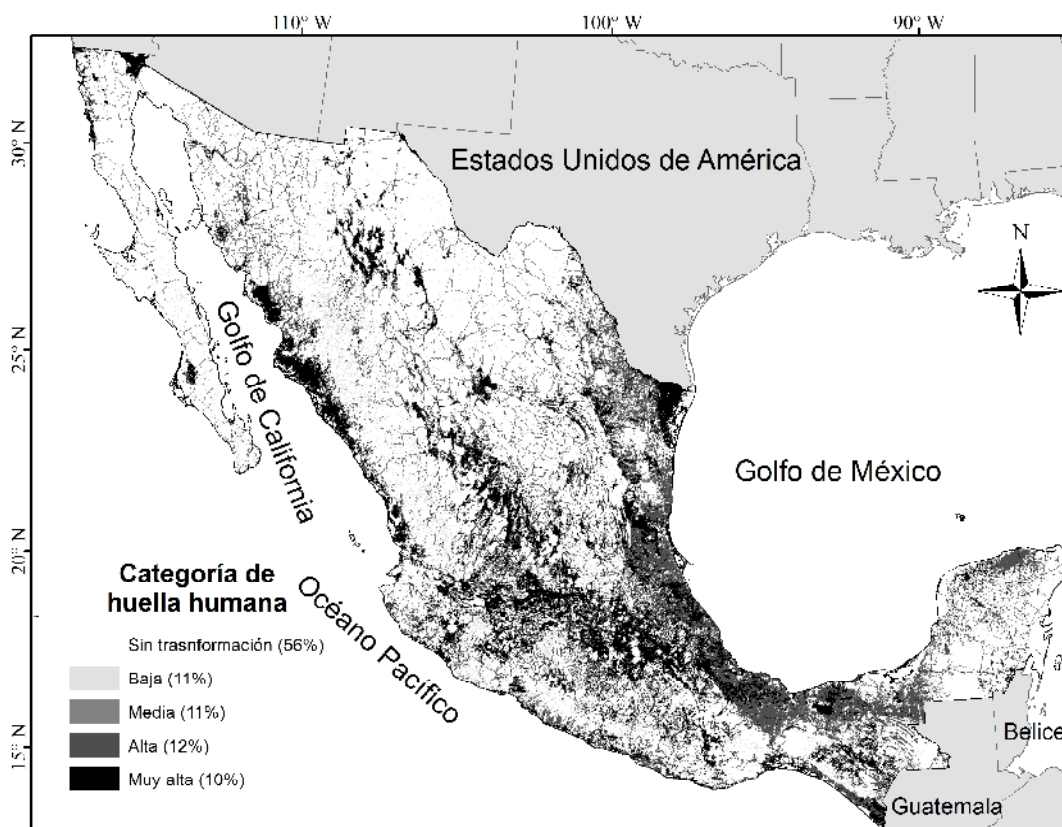 110° W
100° W
90° W
30° N
25° N
20° N
15° N
Estados Unidos de América
N
Golfo de California
Golfo de México
Océano Pacífico
Categoría de
huella humana
Sin trasnformación (56%)
Baja (11%)
Media (11%)
Alta (12%)
Muy alta (10%)
Belice
Guatemala